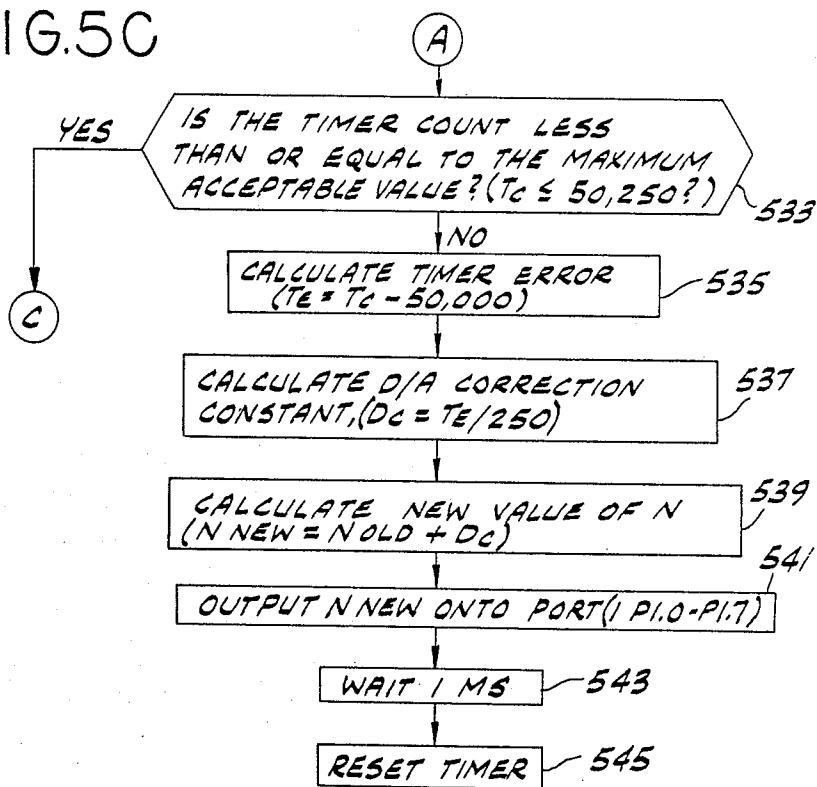 IG.5C
A
YES
IS THE TIMER COUNT LESS
THAN OR EQUAL TO THE MAXIMUM
ACCEPTABLE VALUE? (TC ≤ 50,250?)
533
NO
C
CALCULATE TIMER ERROR
(TE = TC - 50,000)
535
CALCULATE D/A CORRECTION
CONSTANT, (DC = TE/250)
537
CALCULATE NEW VALUE OF N
(N NEW = N OLD + DC)
539
541
OUTPUT N NEW ONTO PORT (1 P1.0-P1.7)
WAIT 1 MS
543
RESET TIMER
545